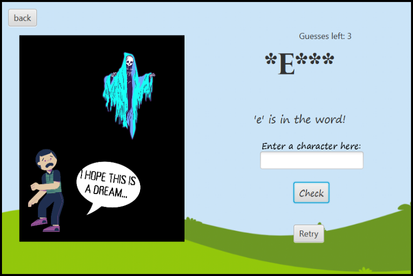 back
Guesses left: 3
*E***
'e' is in the word!
Enter a character here:
I HOPE THIS IS
A DREAM...
Check
Retry